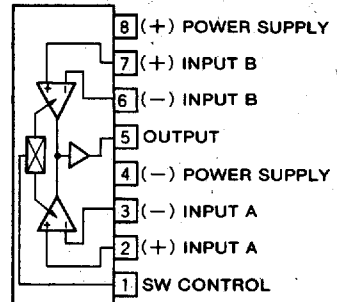 8 (+) POWER SUPPLY
7 (+) INPUT B
6 (−) INPUT B
5 OUTPUT
4 (−) POWER SUPPLY
3 (−) INPUT A
2 (+) INPUT A
1 SW CONTROL
+ −
+ −